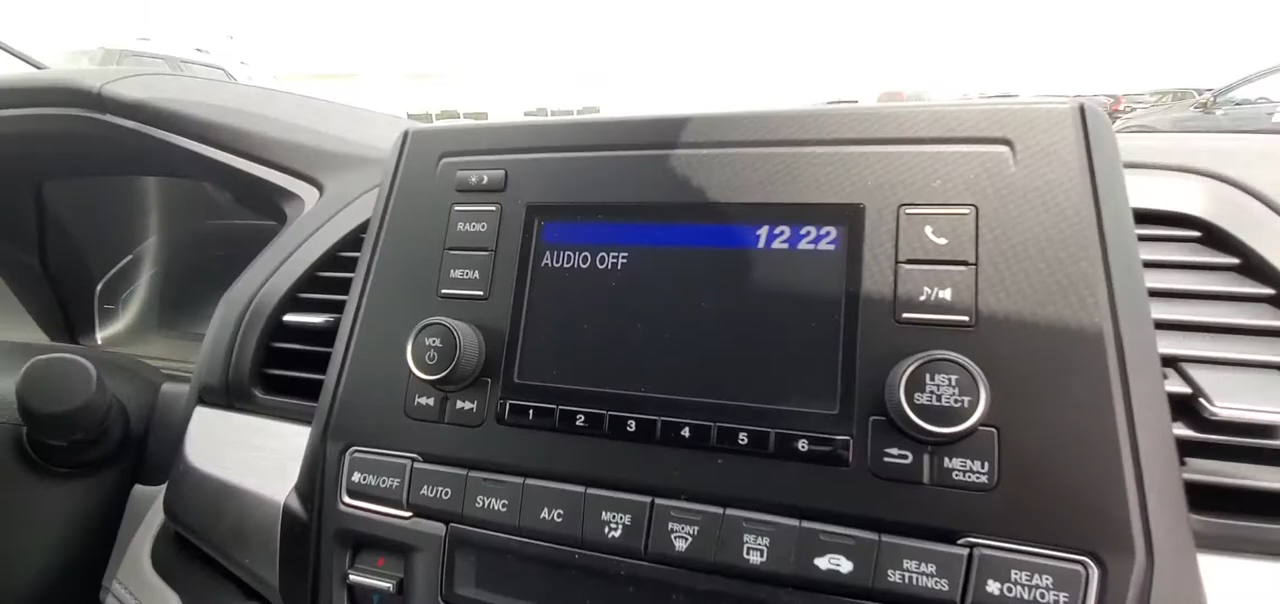 RADIO
MEDIA
12 22
AUDIO OFF
VOL
LIST
PUSH
SELECT
1 2 3 4 5 6
MENU
CLOCK
ON/OFF
AUTO
SYNC
A/C
MODE
FRONT
REAR
REAR
SETTINGS
REAR
ON/OFF